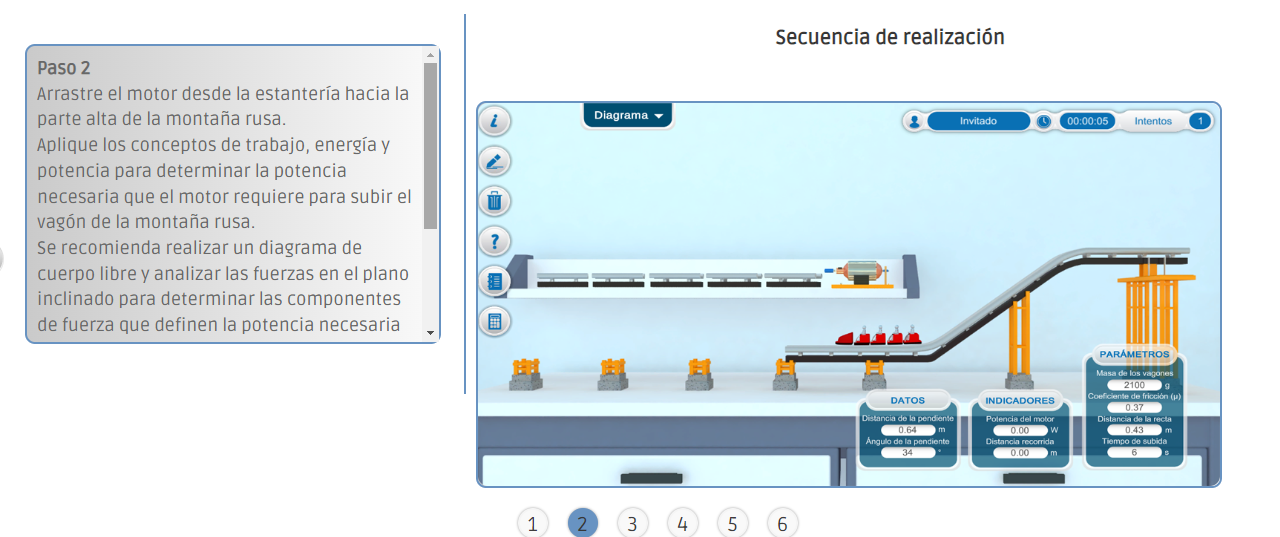 Secuencia de realización
Paso 2
Arrastre el motor desde la estantería hacia la
parte alta de la montaña rusa.
Aplique los conceptos de trabajo, energía y
potencia para determinar la potencia
necesaria que el motor requiere para subir el
vagón de la montaña rusa.
Se recomienda realizar un diagrama de
cuerpo libre y analizar las fuerzas en el plano
inclinado para determinar las componentes
de fuerza que definen la potencia necesaria
Diagrama
Invitado
00:00:05
Intentos
1
DATOS
Distancia de la pendiente
0.64 m
Ángulo de la pendiente
34 °
INDICADORES
Potencia del motor
0.00 W
Distancia recorrida
0.00 m
PARÁMETROS
Masa de los vagones
2100 g
Coeficiente de fricción (μ)
0.37
Distancia de la recta
0.43 m
Tiempo de subida
6 s
1 2 3 4 5 6